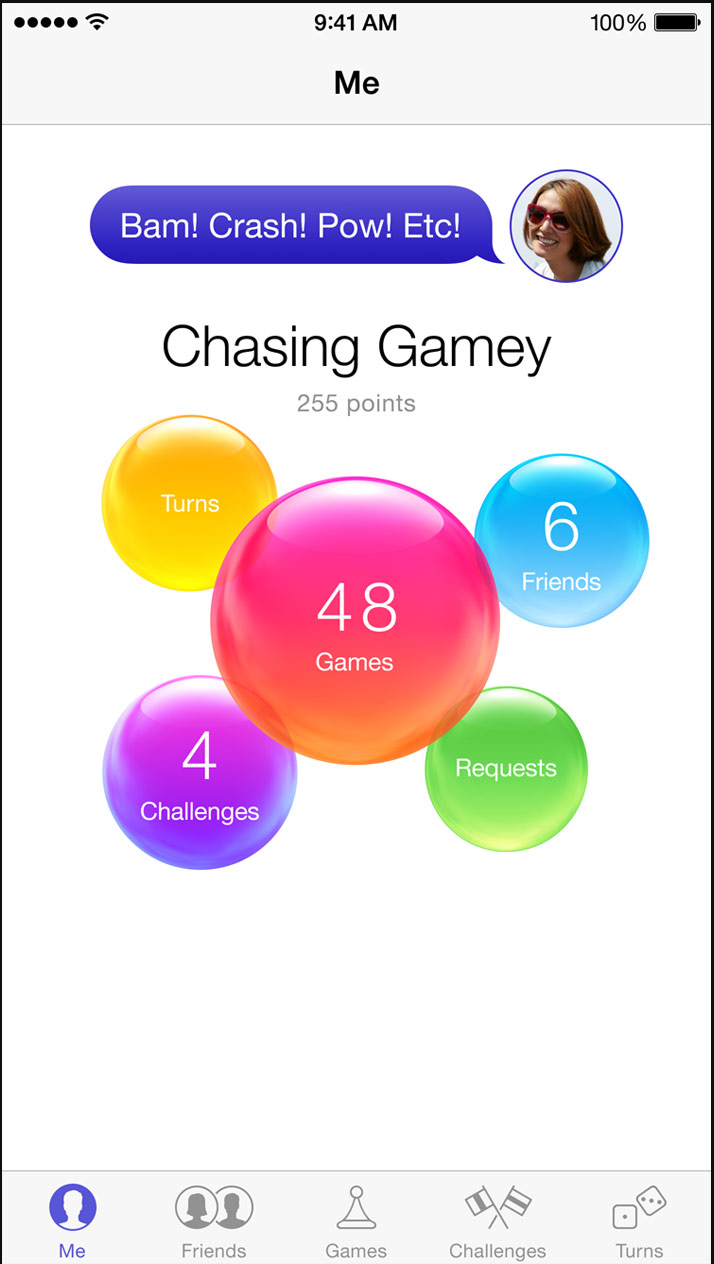 9:41 AM
100%
Me
Bam! Crash! Pow! Etc!
Chasing Gamey
255 points
Turns
6
Friends
48
Games
4
Challenges
Requests
Me
Friends
Games
Challenges
Turns